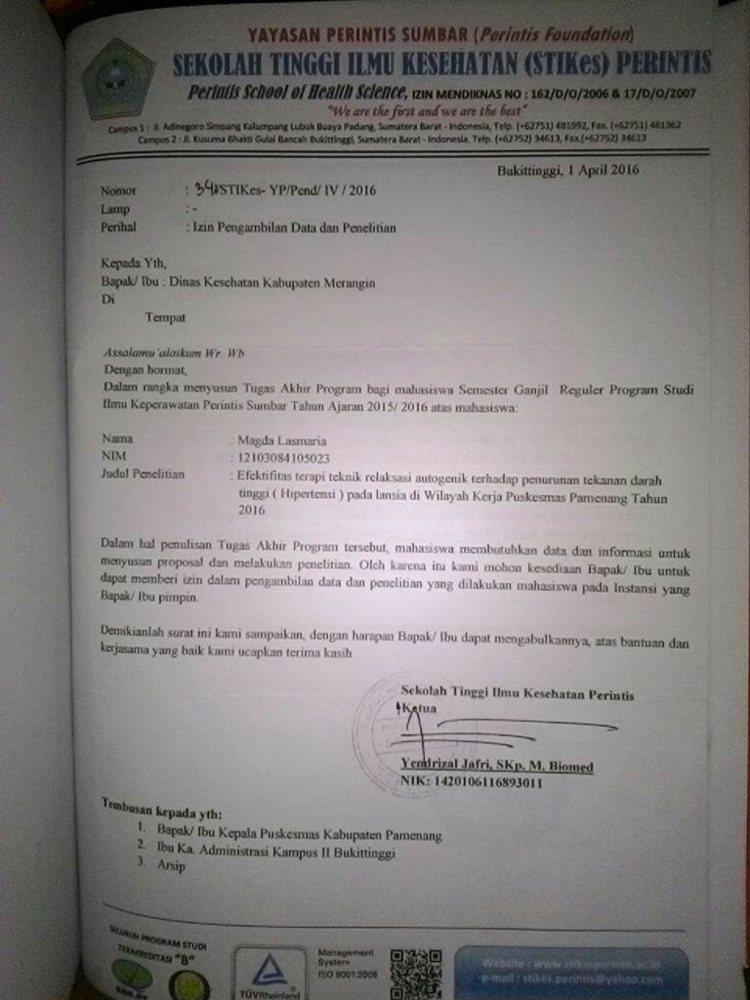 YAYASAN PERINTIS SUMBAR (Perintis Foundation)
SEKOLAH TINGGI ILMU KESEHATAN (STIKes) PERINTIS
Perintis School of Health Science, IZIN MENDIKNAS NO : 162/D/O/2006 & 17/D/O/2007
"We are the first and we are the best"
Campus 1 : Jl. Adinegoro Simpang Kalumpang Lubuk Buaya Padang, Sumatera Barat - Indonesia, Telp. (+62751) 481992, Fax. (+62751) 481962
Campus 2 : Jl. Kusuma Bhakti Gulai Bancah Bukittinggi, Sumatera Barat - Indonesia, Telp. (+62752) 34613, Fax.(+62752) 34613
Bukittinggi, 1 April 2016
Nomor : /STIKes- YP/Pend/ IV / 2016
Lamp : -
Perihal : Izin Pengambilan Data dan Penelitian
Kepada Yth,
Bapak/ Ibu : Dinas Kesehatan Kabupaten Merangin
Di
Tempat
Assalamu'alaikum Wr. Wb
Dengan hormat,
Dalam rangka menyusun Tugas Akhir Program bagi mahasiswa Semester Ganjil Reguler Program Studi
Ilmu Keperawatan Perintis Sumbar Tahun Ajaran 2015/ 2016 atas mahasiswa:
Nama : Magda Lasmaria
NIM : 12103084105023
Judul Penelitian : Efektifitas terapi teknik relaksasi autogenik terhadap penurunan tekanan darah
tinggi ( Hipertensi ) pada lansia di Wilayah Kerja Puskesmas Pamenang Tahun
2016
Dalam hal penulisan Tugas Akhir Program tersebut, mahasiswa membutuhkan data dan informasi untuk
menyusun proposal dan melakukan penelitian. Oleh karena itu kami mohon kesediaan Bapak/ Ibu untuk
dapat memberi izin dalam pengambilan data dan penelitian yang dilakukan mahasiswa pada Instansi yang
Bapak/ Ibu pimpin.
Demikianlah surat ini kami sampaikan, dengan harapan Bapak/ Ibu dapat mengabulkannya, atas bantuan dan
kerjasama yang baik kami ucapkan terima kasih
Sekolah Tinggi Ilmu Kesehatan Perintis
Ketua
Yendrizal Jafri, SKp. M. Biomed
NIK: 1420106116893011
Tembusan kepada yth:
1. Bapak/ Ibu Kepala Puskesmas Kabupaten Pamenang
2. Ibu Ka. Administrasi Kampus II Bukittinggi
3. Arsip
SELURUH PROGRAM STUDI
TERAKREDITASI "B"
TÜVRheinland
Management
System
ISO 9001:2008
Website : www.stikesperintis.ac.id
e-mail : stikes.perintis@yahoo.com